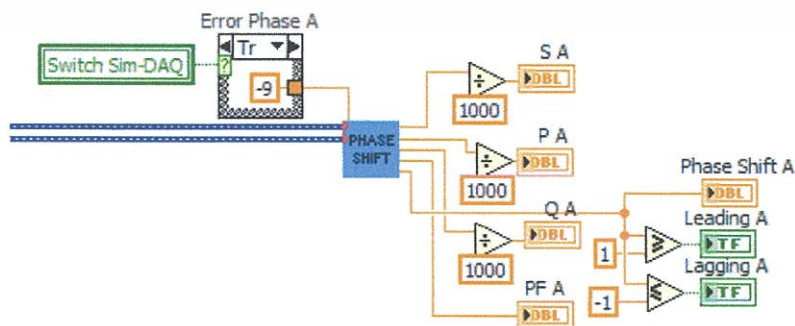 Error Phase A
Tr
Switch Sim-DAQ
?
-9
PHASE
SHIFT
S A
÷
DBL
1000
P A
÷
DBL
1000
Q A
÷
DBL
1000
PF A
DBL
Phase Shift A
DBL
Leading A
1
≥
TF
Lagging A
-1
≤
TF